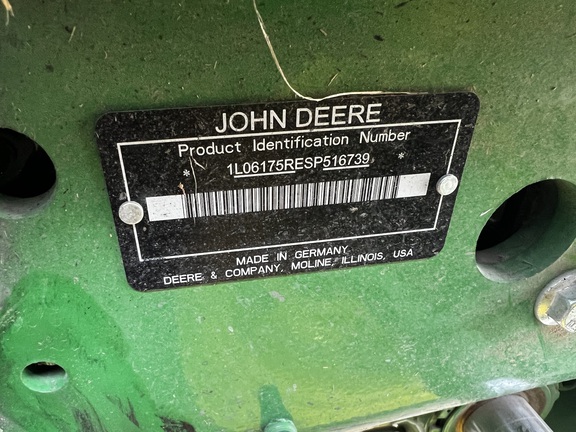 JOHN DEERE
Product Identification Number
* 1L06175RESP516739 *
MADE IN GERMANY
DEERE & COMPANY, MOLINE, ILLINOIS, USA